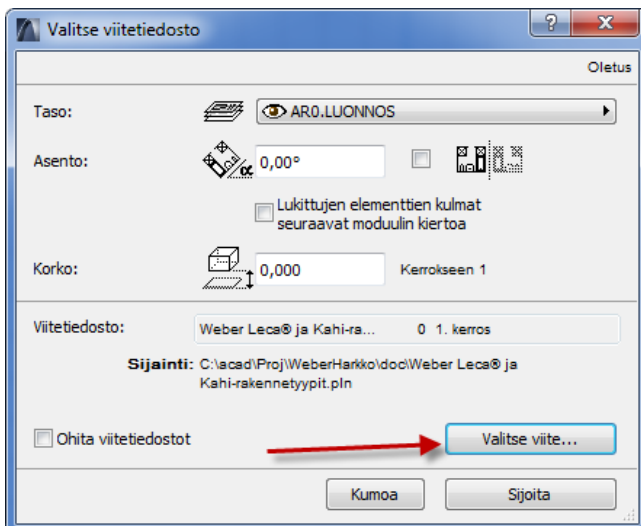 Valitse viitetiedosto
?
X
Oletus
Taso: AR0.LUONNOS
Asento: α 0,00°
Lukittujen elementtien kulmat
seuraavat moduulin kiertoa
Korko: 0,000 Kerrokseen 1
Viitetiedosto: Weber Leca® ja Kahi-ra... 0 1. kerros
Sijainti: C:\acad\Proj\WeberHarkko\doc\Weber Leca® ja
Kahi-rakennetyypit.pln
Ohita viitetiedostot Valitse viite...
Kumoa Sijoita